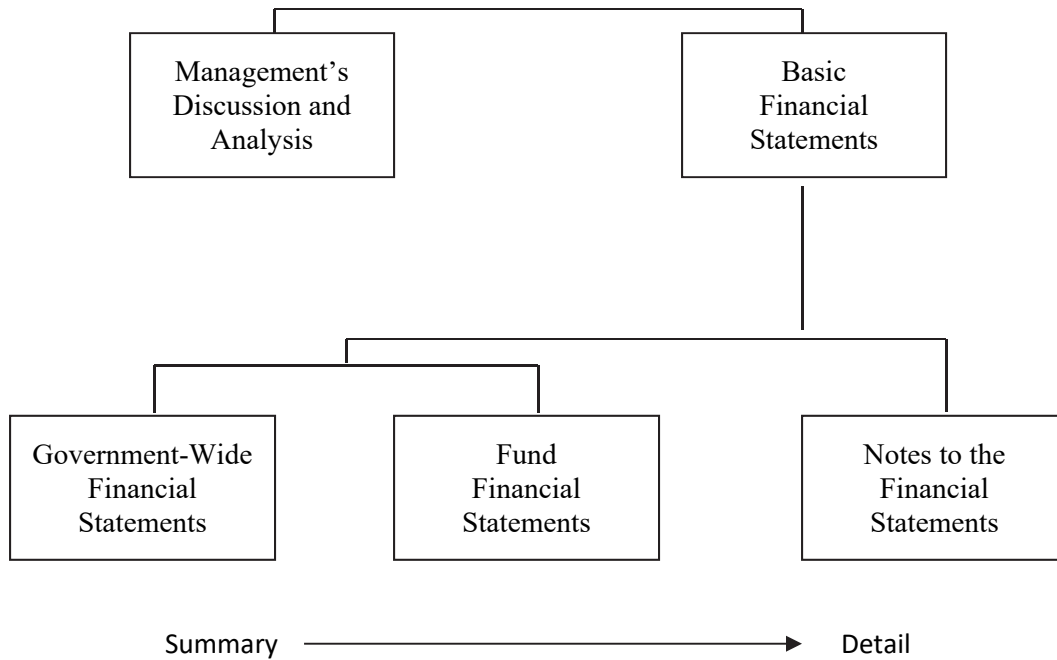 Management’s
Discussion and
Analysis
Basic
Financial
Statements
Government-Wide
Financial
Statements
Fund
Financial
Statements
Notes to the
Financial
Statements
Summary
Detail